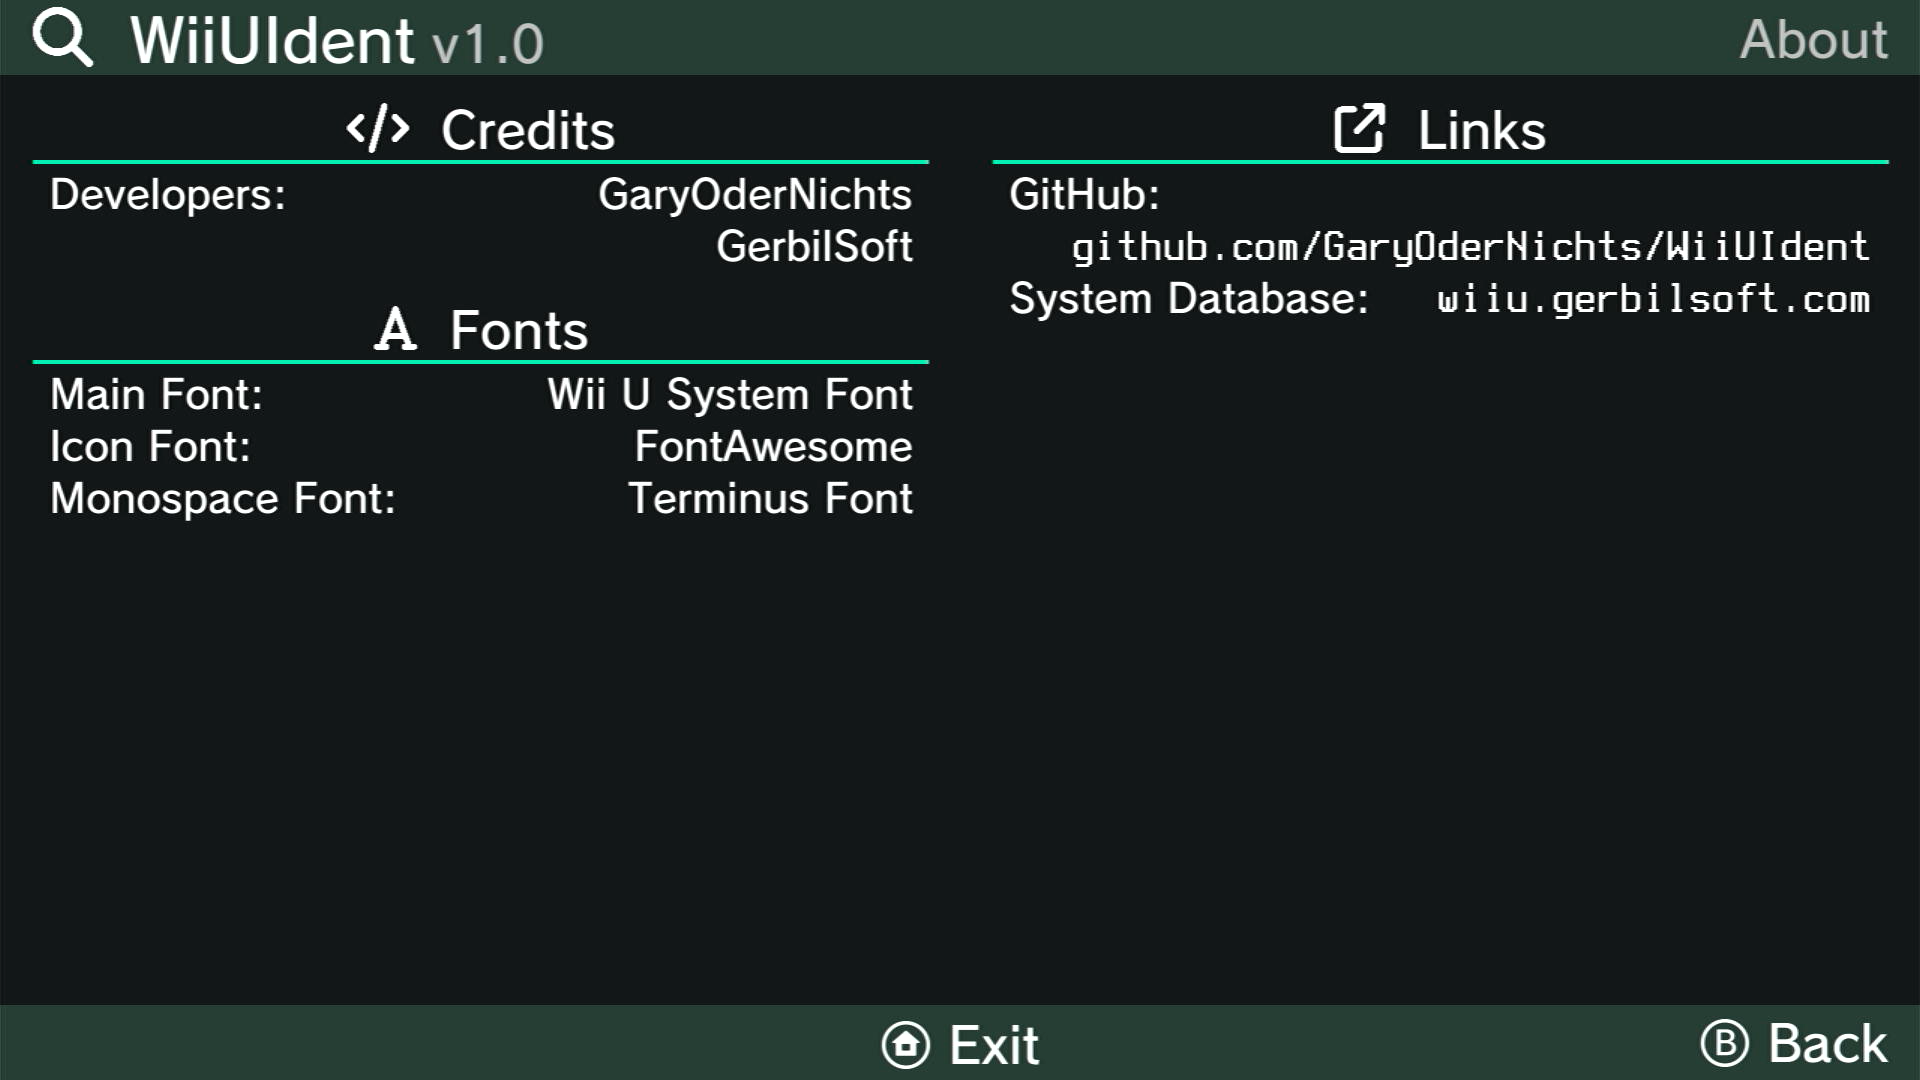 WiiUIdent v1.0
About
</> Credits
Developers: GaryOderNichts
GerbilSoft
A Fonts
Main Font: Wii U System Font
Icon Font: FontAwesome
Monospace Font: Terminus Font
Links
GitHub:
github.com/GaryOderNichts/WiiUIdent
System Database: wiiu.gerbilsoft.com
Exit
B Back